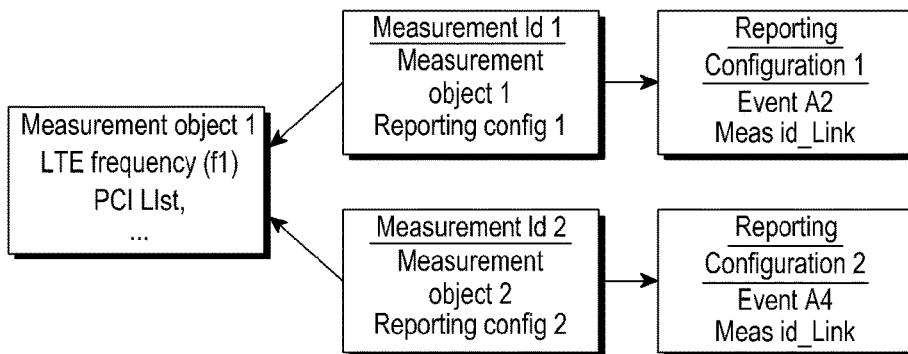 Measurement object 1
LTE frequency (f1)
PCI LIst,
...
Measurement Id 1
Measurement
object 1
Reporting config 1
Reporting
Configuration 1
Event A2
Meas id_Link
Measurement Id 2
Measurement
object 2
Reporting config 2
Reporting
Configuration 2
Event A4
Meas id_Link